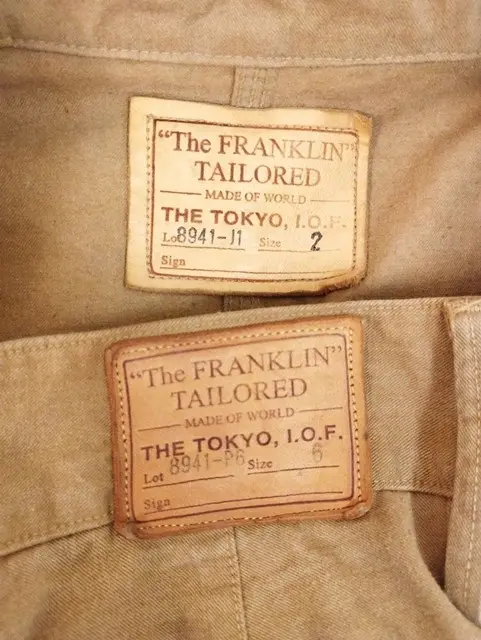 "The FRANKLIN"
TAILORED
MADE OF WORLD
THE TOKYO, I.O.F.
Lot 8941-J1 Size 2
Sign
"The FRANKLIN"
TAILORED
MADE OF WORLD
THE TOKYO, I.O.F.
Lot 8941-P6 Size 6
Sign